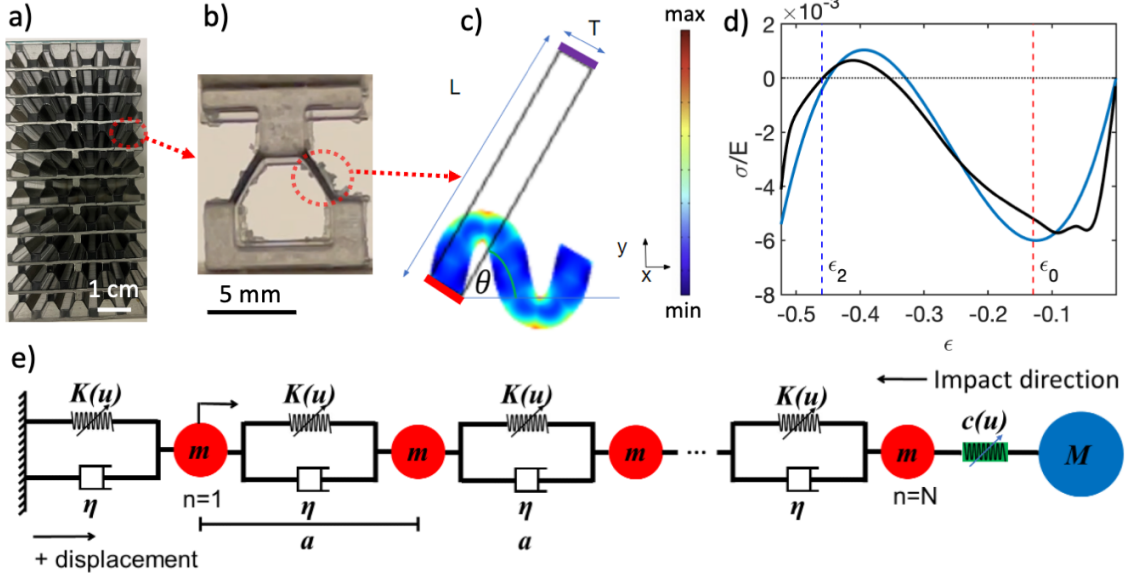 a)
1 cm
b)
5 mm
c)
L
T
θ
y
x
max
min
d)
×10⁻³
2
0
-2
-4
-6
-8
σ/E
ϵ₂
ϵ₀
-0.5
-0.4
-0.3
-0.2
-0.1
ϵ
e)
Impact direction
K(u)
K(u)
K(u)
K(u)
c(u)
m
m
m
...
m
M
n=1
n=N
η
η
η
η
a
a
+ displacement